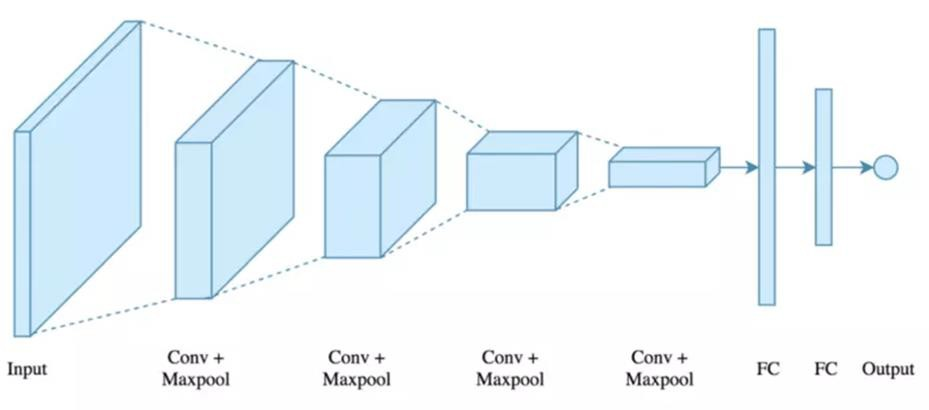 Input
Conv +
Maxpool
Conv +
Maxpool
Conv +
Maxpool
Conv +
Maxpool
FC
FC
Output